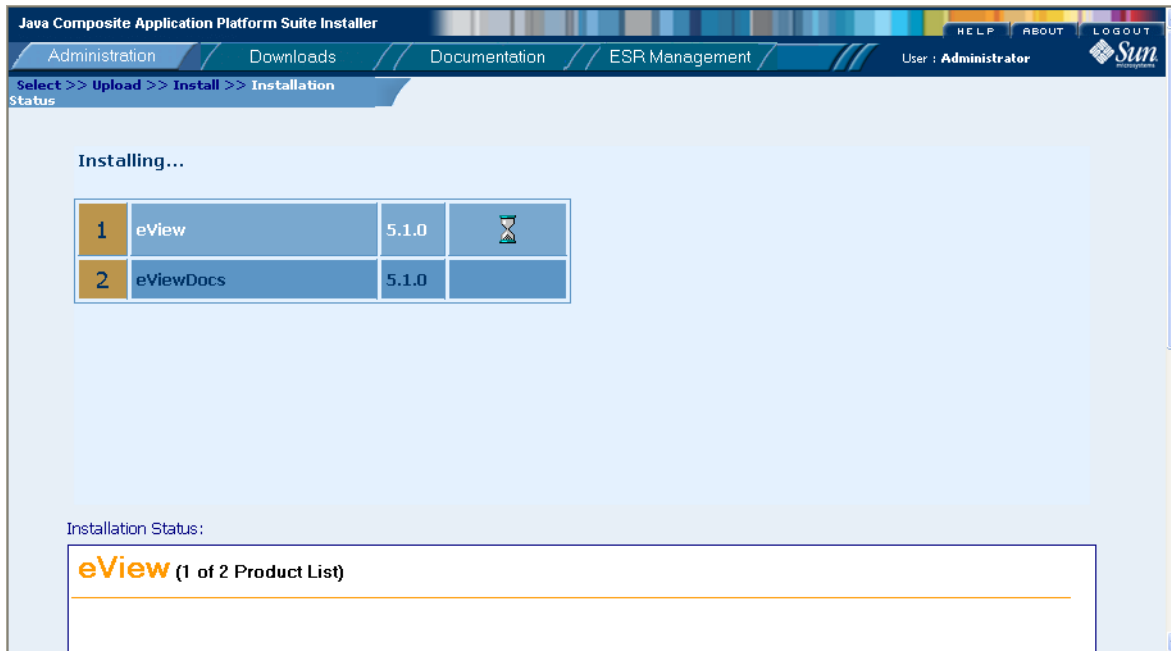 Java Composite Application Platform Suite Installer
HELP ABOUT LOGOUT
Administration Downloads Documentation ESR Management User : Administrator Sun microsystems
Select >> Upload >> Install >> Installation
Status
Installing...
1 eView 5.1.0
2 eViewDocs 5.1.0
Installation Status:
eView (1 of 2 Product List)